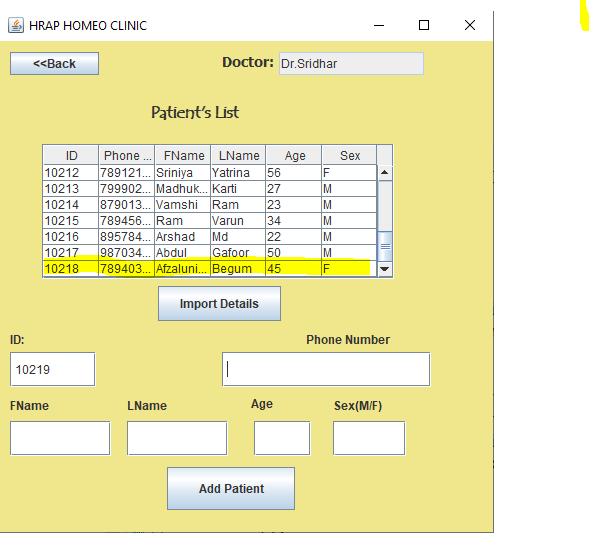 HRAP HOMEO CLINIC
<<Back Doctor: Dr.Sridhar
Patient's List
ID Phone ... FName LName Age Sex
10212 789121... Sriniya Yatrina 56 F
10213 799902... Madhuk... Karti 27 M
10214 879013... Vamshi Ram 23 M
10215 789456... Ram Varun 34 M
10216 895784... Arshad Md 22 M
10217 987034... Abdul Gafoor 50 M
10218 789403... Afzaluni... Begum 45 F
Import Details
ID: Phone Number
10219
FName LName Age Sex(M/F)
Add Patient